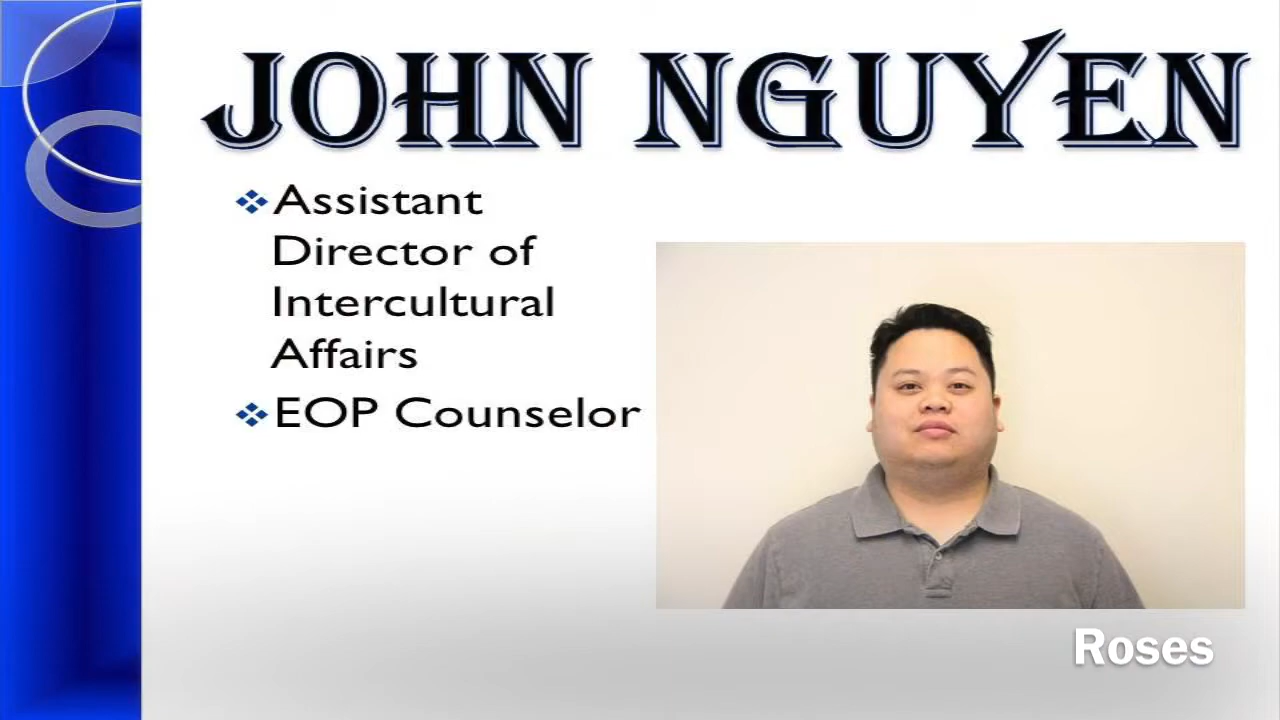 JOHN NGUYEN
Assistant
Director of
Intercultural
Affairs
EOP Counselor
Roses